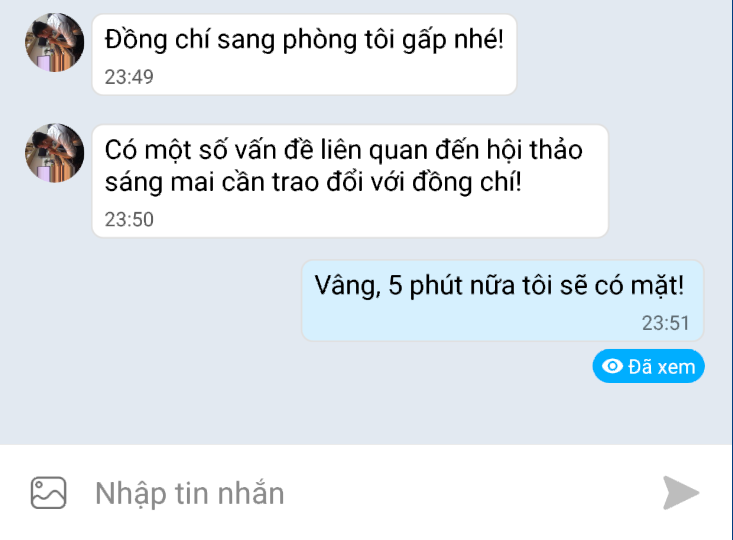 Đồng chí sang phòng tôi gấp nhé!
23:49
Có một số vấn đề liên quan đến hội thảo
sáng mai cần trao đổi với đồng chí!
23:50
Vâng, 5 phút nữa tôi sẽ có mặt!
23:51
Đã xem
Nhập tin nhắn